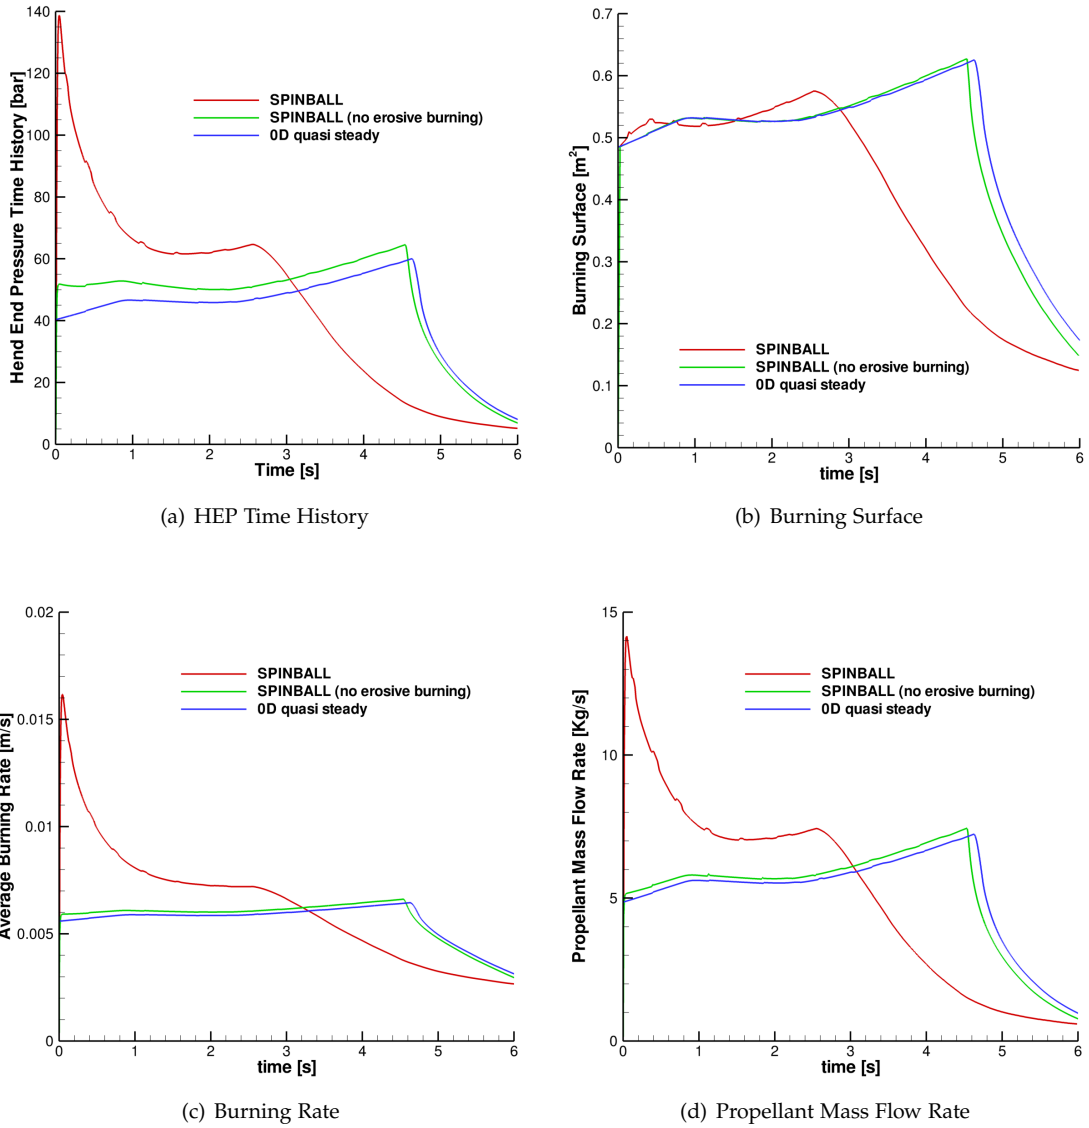 Hend End Pressure Time History [bar]
140
120
100
80
60
40
20
0
SPINBALL
SPINBALL (no erosive burning)
0D quasi steady
0 1 2 3 4 5 6
Time [s]
(a) HEP Time History
Burning Surface [m²]
0.7
0.6
0.5
0.4
0.3
0.2
0.1
0
SPINBALL
SPINBALL (no erosive burning)
0D quasi steady
0 1 2 3 4 5 6
time [s]
(b) Burning Surface
Average Burning Rate [m/s]
0.02
0.015
0.01
0.005
0
SPINBALL
SPINBALL (no erosive burning)
0D quasi steady
0 1 2 3 4 5 6
time [s]
(c) Burning Rate
Propellant Mass Flow Rate [Kg/s]
15
10
5
0
SPINBALL
SPINBALL (no erosive burning)
0D quasi steady
0 1 2 3 4 5 6
time [s]
(d) Propellant Mass Flow Rate